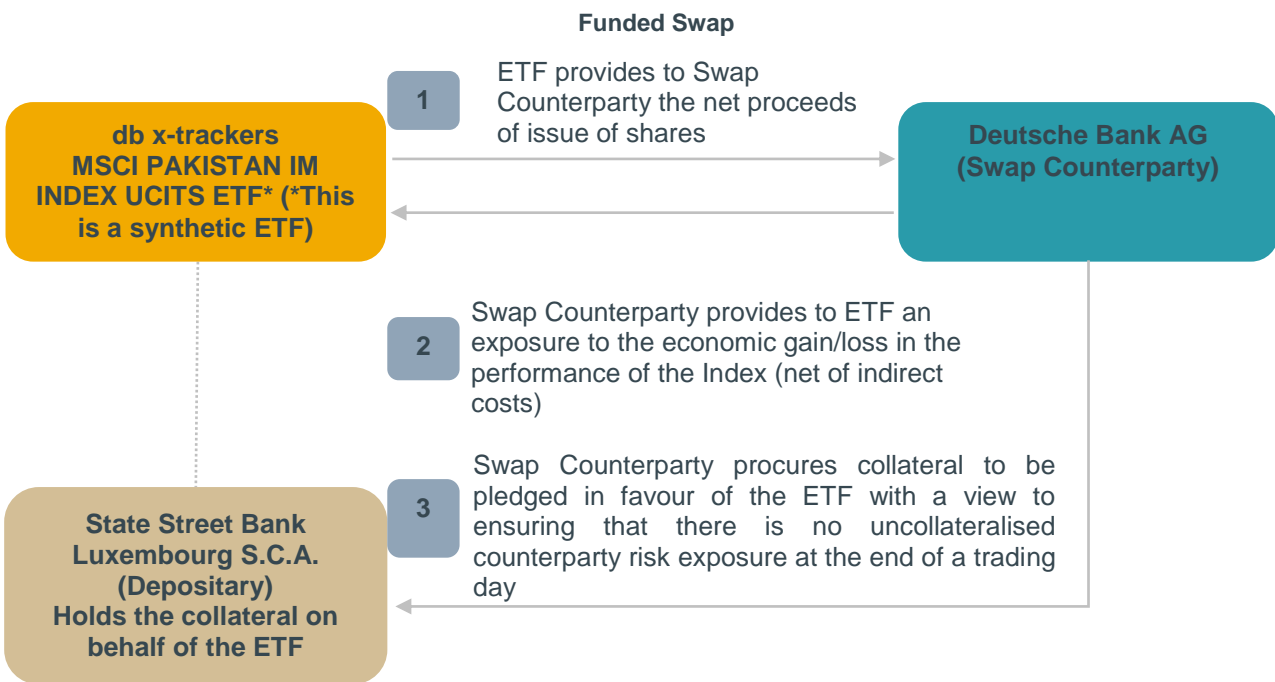 Funded Swap
1
ETF provides to Swap
Counterparty the net proceeds
of issue of shares
db x-trackers
MSCI PAKISTAN IM
INDEX UCITS ETF* (*This
is a synthetic ETF)
Deutsche Bank AG
(Swap Counterparty)
2
Swap Counterparty provides to ETF an
exposure to the economic gain/loss in the
performance of the Index (net of indirect
costs)
3
Swap Counterparty procures collateral to be
pledged in favour of the ETF with a view to
ensuring that there is no uncollateralised
counterparty risk exposure at the end of a trading
day
State Street Bank
Luxembourg S.C.A.
(Depositary)
Holds the collateral on
behalf of the ETF